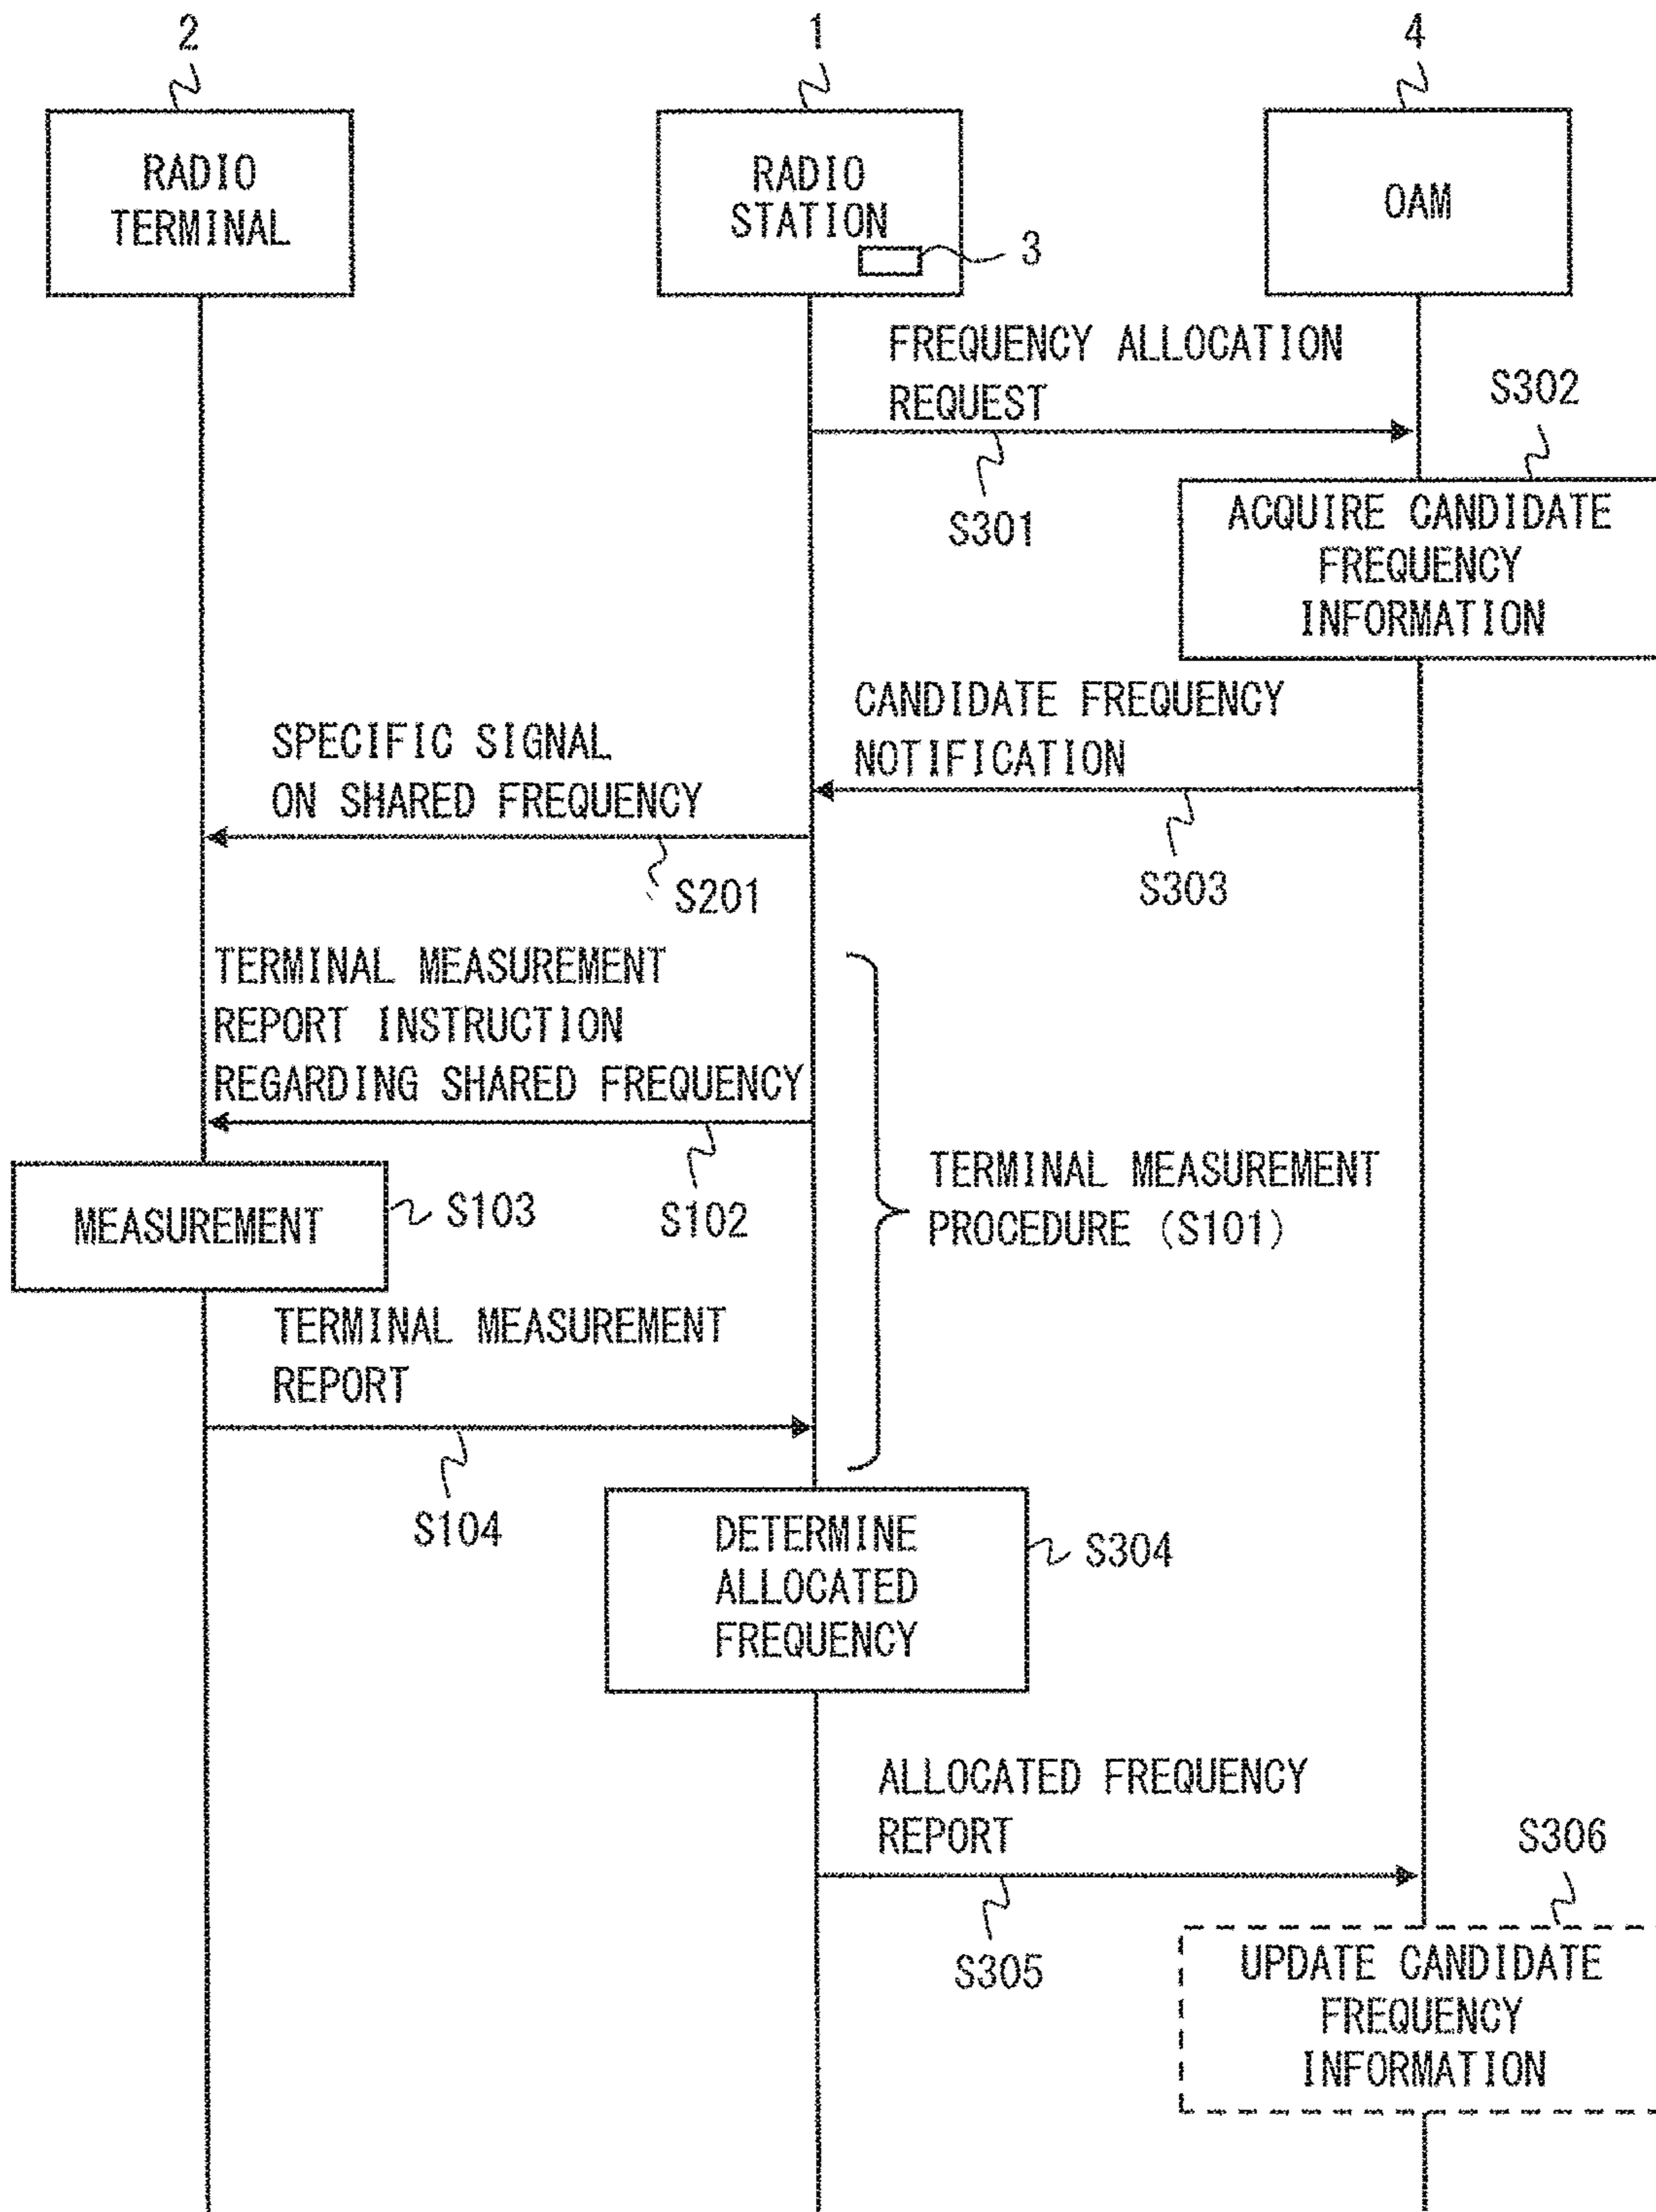 2
1
4
RADIO
TERMINAL
RADIO
STATION
3
OAM
FREQUENCY ALLOCATION
REQUEST
S301
S302
ACQUIRE CANDIDATE
FREQUENCY
INFORMATION
CANDIDATE FREQUENCY
NOTIFICATION
S303
SPECIFIC SIGNAL
ON SHARED FREQUENCY
S201
TERMINAL MEASUREMENT
REPORT INSTRUCTION
REGARDING SHARED FREQUENCY
S102
TERMINAL MEASUREMENT
PROCEDURE (S101)
MEASUREMENT
S103
TERMINAL MEASUREMENT
REPORT
S104
DETERMINE
ALLOCATED
FREQUENCY
S304
ALLOCATED FREQUENCY
REPORT
S305
S306
UPDATE CANDIDATE
FREQUENCY
INFORMATION